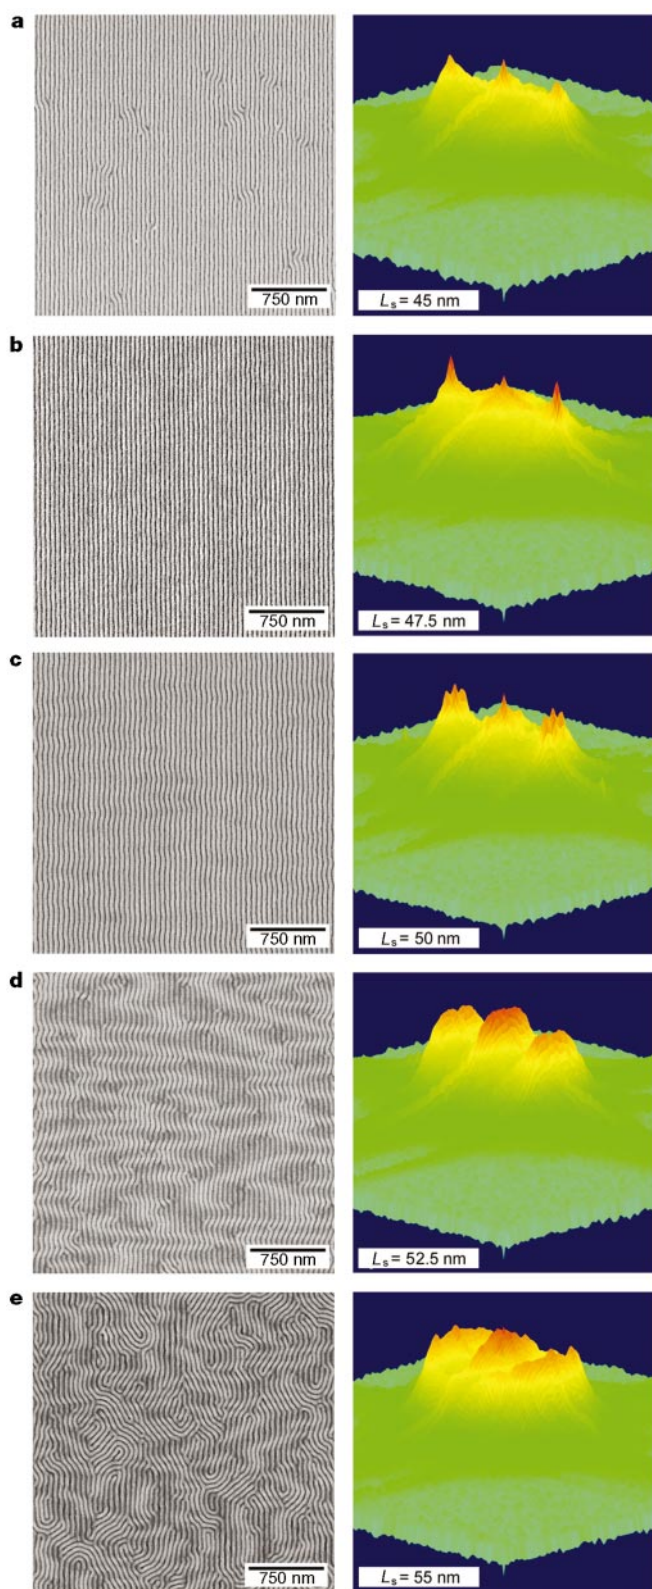 a
750 nm
Ls = 45 nm
b
750 nm
Ls = 47.5 nm
c
750 nm
Ls = 50 nm
d
750 nm
Ls = 52.5 nm
e
750 nm
Ls = 55 nm